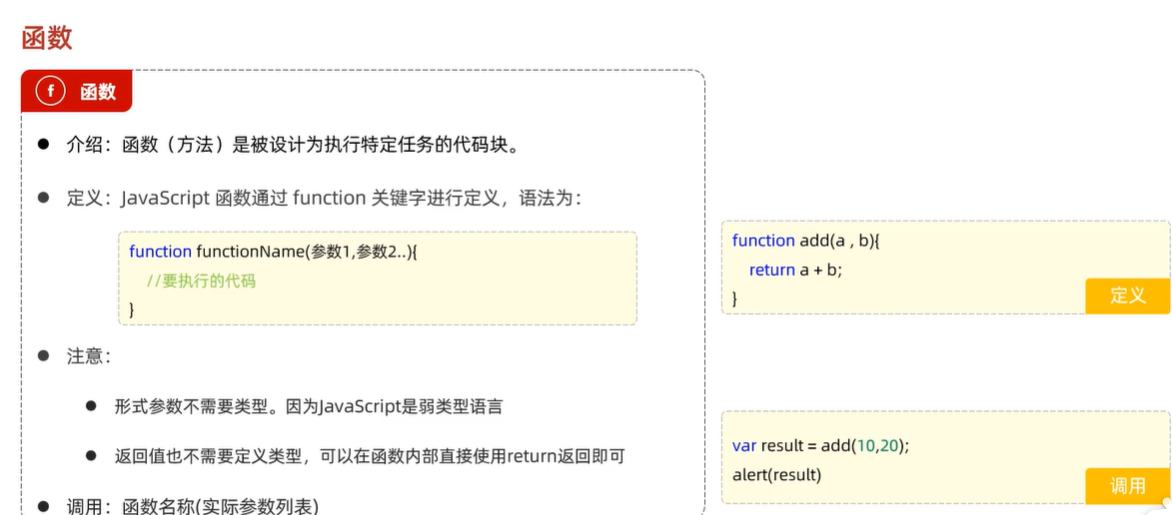 函数
f 函数
介绍：函数（方法）是被设计为执行特定任务的代码块。
定义：JavaScript 函数通过 function 关键字进行定义，语法为：
function functionName(参数1,参数2..){
//要执行的代码
}
注意：
形式参数不需要类型。因为JavaScript是弱类型语言
返回值也不需要定义类型，可以在函数内部直接使用return返回即可
调用：函数名称(实际参数列表)
function add(a , b){
return a + b;
}
定义
var result = add(10,20);
alert(result)
调用